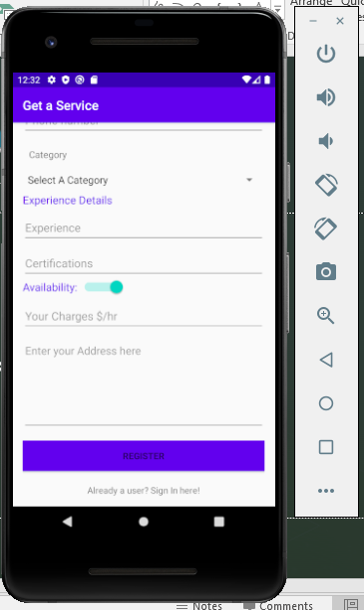 Arrange
12:32
Get a Service
Phone number
Category
Select A Category
Experience Details
Experience
Certifications
Availability:
Your Charges $/hr
Enter your Address here
REGISTER
Already a user? Sign In here!
Notes
Comments